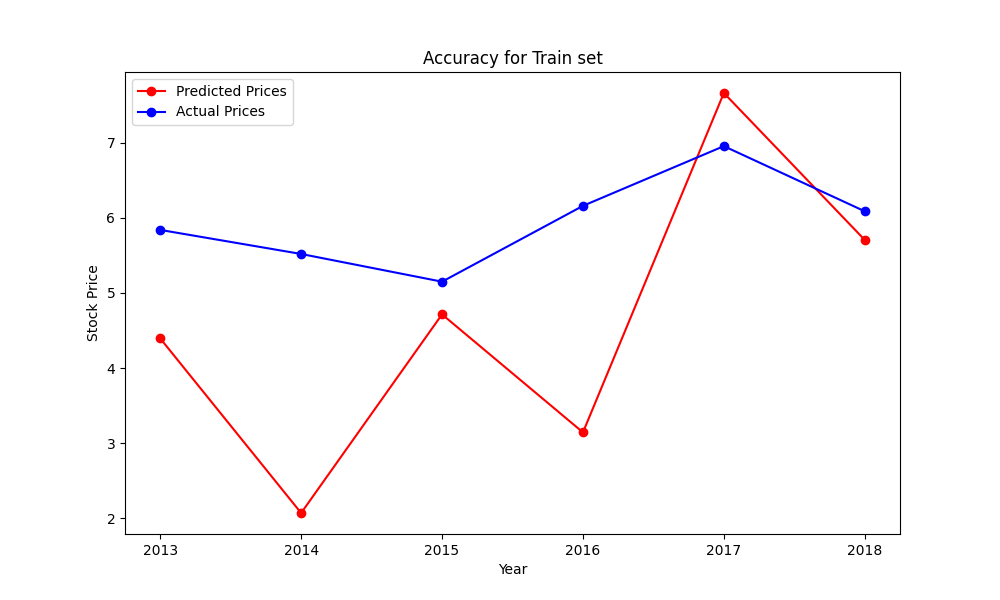 Accuracy for Train set
Predicted Prices
Actual Prices
7
6
5
4
3
2
Stock Price
2013 2014 2015 2016 2017 2018
Year